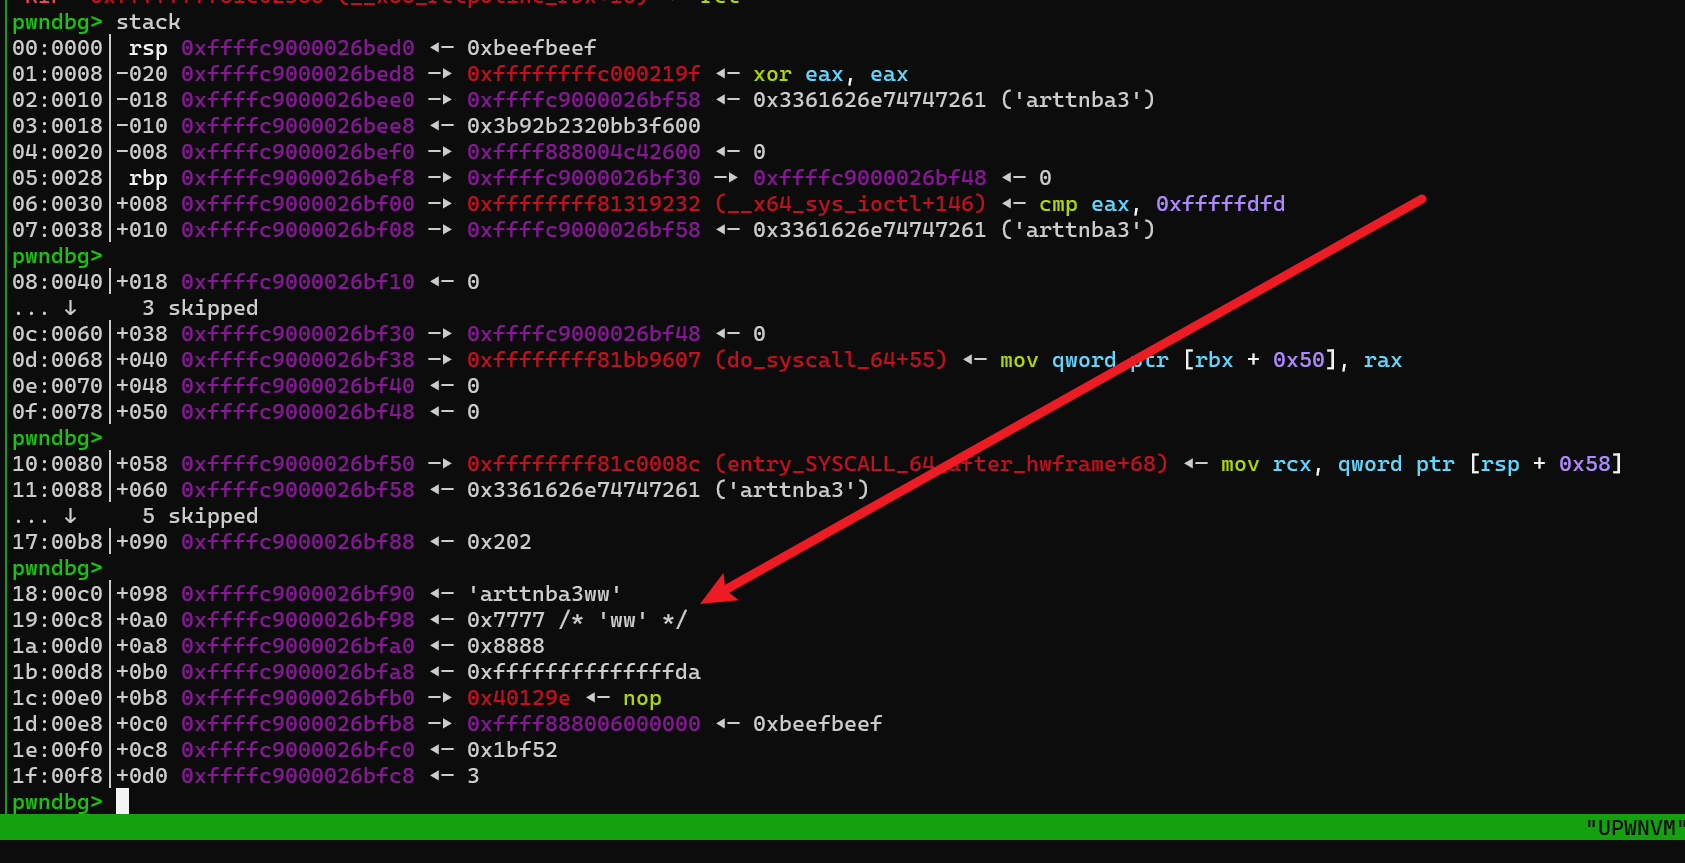 pwndbg> stack
00:0000│ rsp 0xffffc9000026bed0 ◂— 0xbeefbeef
01:0008│-020 0xffffc9000026bed8 —▸ 0xffffffffc000219f ◂— xor eax, eax
02:0010│-018 0xffffc9000026bee0 —▸ 0xffffc9000026bf58 ◂— 0x3361626e74747261 ('arttnba3')
03:0018│-010 0xffffc9000026bee8 ◂— 0x3b92b2320bb3f600
04:0020│-008 0xffffc9000026bef0 —▸ 0xffff888004c42600 ◂— 0
05:0028│ rbp 0xffffc9000026bef8 —▸ 0xffffc9000026bf30 —▸ 0xffffc9000026bf48 ◂— 0
06:0030│+008 0xffffc9000026bf00 —▸ 0xffffffff81319232 (__x64_sys_ioctl+146) ◂— cmp eax, 0xfffffdfd
07:0038│+010 0xffffc9000026bf08 —▸ 0xffffc9000026bf58 ◂— 0x3361626e74747261 ('arttnba3')
pwndbg>
08:0040│+018 0xffffc9000026bf10 ◂— 0
... ↓     3 skipped
0c:0060│+038 0xffffc9000026bf30 —▸ 0xffffc9000026bf48 ◂— 0
0d:0068│+040 0xffffc9000026bf38 —▸ 0xffffffff81bb9607 (do_syscall_64+55) ◂— mov qword ptr [rbx + 0x50], rax
0e:0070│+048 0xffffc9000026bf40 ◂— 0
0f:0078│+050 0xffffc9000026bf48 ◂— 0
pwndbg>
10:0080│+058 0xffffc9000026bf50 —▸ 0xffffffff81c0008c (entry_SYSCALL_64_after_hwframe+68) ◂— mov rcx, qword ptr [rsp + 0x58]
11:0088│+060 0xffffc9000026bf58 ◂— 0x3361626e74747261 ('arttnba3')
... ↓     5 skipped
17:00b8│+090 0xffffc9000026bf88 ◂— 0x202
pwndbg>
18:00c0│+098 0xffffc9000026bf90 ◂— 'arttnba3ww'
19:00c8│+0a0 0xffffc9000026bf98 ◂— 0x7777 /* 'ww' */
1a:00d0│+0a8 0xffffc9000026bfa0 ◂— 0x8888
1b:00d8│+0b0 0xffffc9000026bfa8 ◂— 0xffffffffffffffda
1c:00e0│+0b8 0xffffc9000026bfb0 —▸ 0x40129e ◂— nop
1d:00e8│+0c0 0xffffc9000026bfb8 —▸ 0xffff888006000000 ◂— 0xbeefbeef
1e:00f0│+0c8 0xffffc9000026bfc0 ◂— 0x1bf52
1f:00f8│+0d0 0xffffc9000026bfc8 ◂— 3
pwndbg>
"UPWNVM"